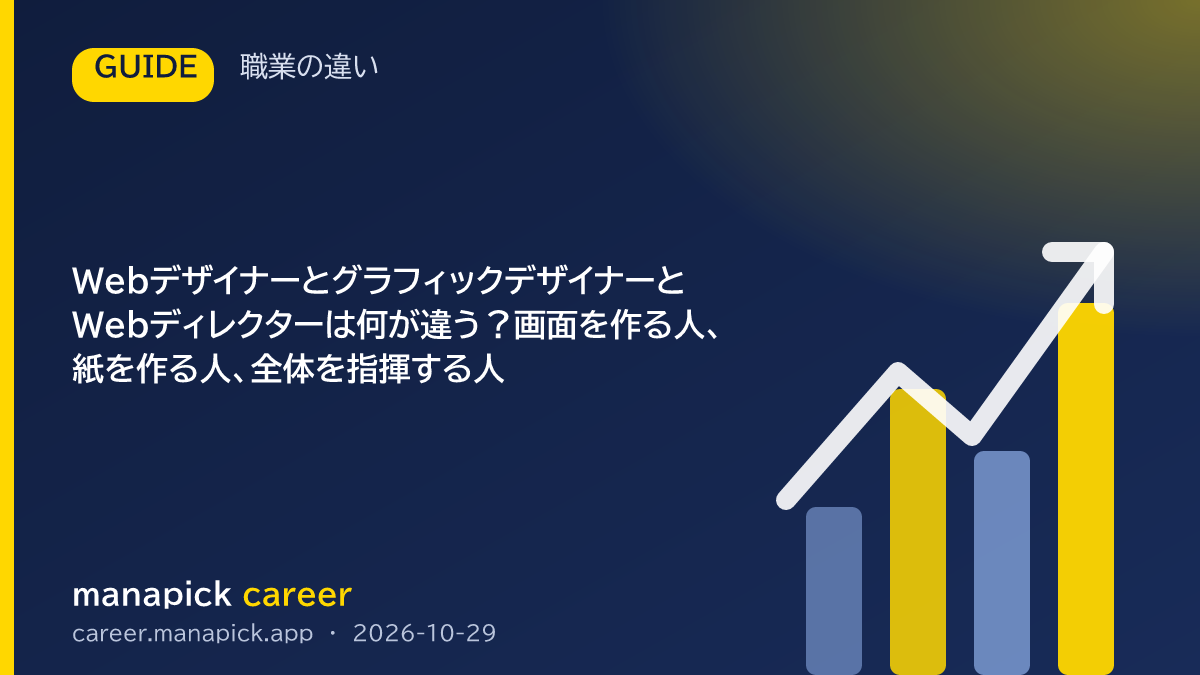 GUIDE
職業の違い
Webデザイナーとグラフィックデザイナーと
Webディレクターは何が違う？画面を作る人、
紙を作る人、全体を指揮する人
manapick career
career.manapick.app ・ 2026-10-29